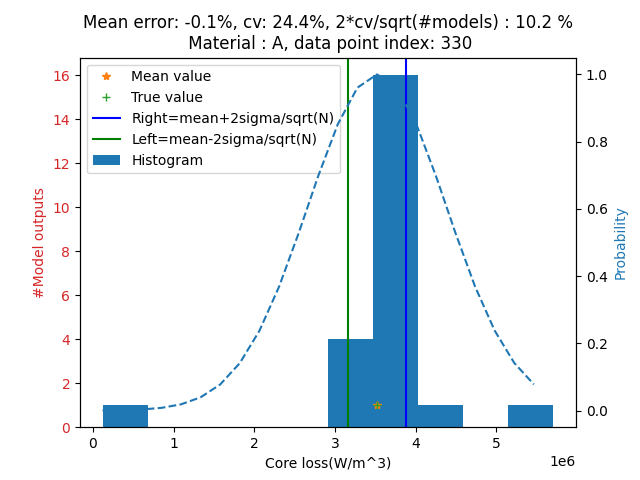 Mean error: -0.1%, cv: 24.4%, 2*cv/sqrt(#models) : 10.2 %
Material : A, data point index: 330
Mean value
True value
Right=mean+2sigma/sqrt(N)
Left=mean-2sigma/sqrt(N)
Histogram
#Model outputs
16
14
12
10
8
6
4
2
0
1.0
0.8
0.6
0.4
0.2
0.0
Probability
0
1
2
3
4
5
1e6
Core loss(W/m^3)